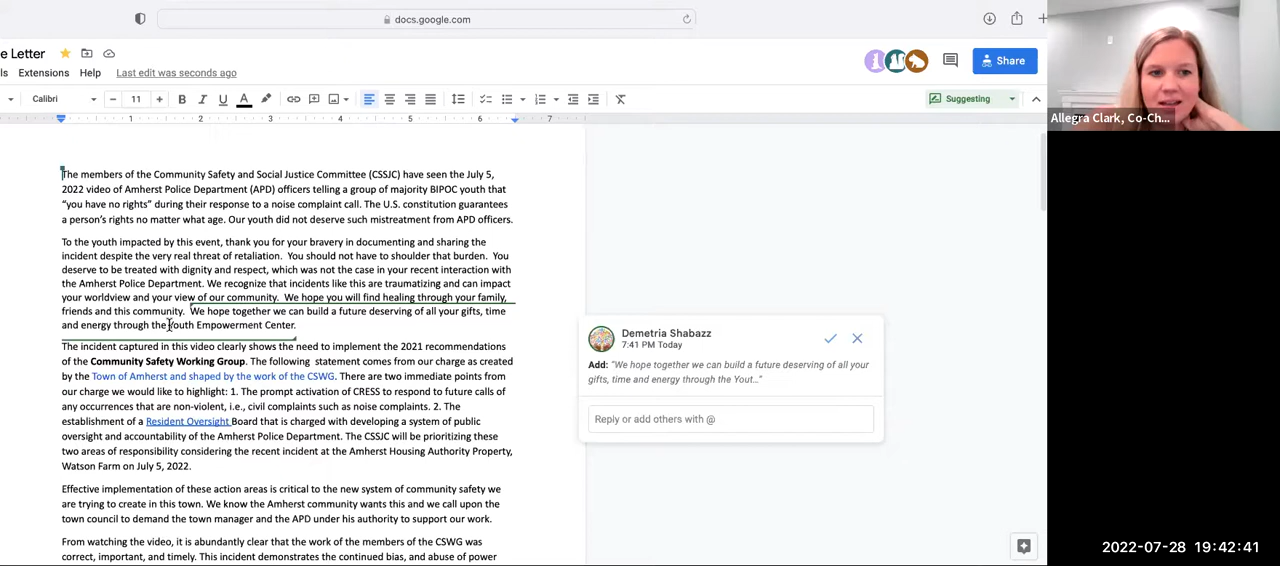 docs.google.com
e Letter
ls Extensions Help Last edit was seconds ago
Share
Calibri 11 B I U A Suggesting
1 2 3 4 5 6 7
The members of the Community Safety and Social Justice Committee (CSSJC) have seen the July 5,
2022 video of Amherst Police Department (APD) officers telling a group of majority BIPOC youth that
“you have no rights” during their response to a noise complaint call. The U.S. constitution guarantees
a person’s rights no matter what age. Our youth did not deserve such mistreatment from APD officers.
To the youth impacted by this event, thank you for your bravery in documenting and sharing the
incident despite the very real threat of retaliation. You should not have to shoulder that burden. You
deserve to be treated with dignity and respect, which was not the case in your recent interaction with
the Amherst Police Department. We recognize that incidents like this are traumatizing and can impact
your worldview and your view of our community. We hope you will find healing through your family,
friends and this community. We hope together we can build a future deserving of all your gifts, time
and energy through the Youth Empowerment Center.
The incident captured in this video clearly shows the need to implement the 2021 recommendations
of the Community Safety Working Group. The following statement comes from our charge as created
by the Town of Amherst and shaped by the work of the CSWG. There are two immediate points from
our charge we would like to highlight: 1. The prompt activation of CRESS to respond to future calls of
any occurrences that are non-violent, i.e., civil complaints such as noise complaints. 2. The
establishment of a Resident Oversight Board that is charged with developing a system of public
oversight and accountability of the Amherst Police Department. The CSSJC will be prioritizing these
two areas of responsibility considering the recent incident at the Amherst Housing Authority Property,
Watson Farm on July 5, 2022.
Effective implementation of these action areas is critical to the new system of community safety we
are trying to create in this town. We know the Amherst community wants this and we call upon the
town council to demand the town manager and the APD under his authority to support our work.
From watching the video, it is abundantly clear that the work of the members of the CSWG was
correct, important, and timely. This incident demonstrates the continued bias, and abuse of power
Demetria Shabazz
7:41 PM Today
Add: “We hope together we can build a future deserving of all your
gifts, time and energy through the Yout...”
Reply or add others with @
Allegra Clark, Co-Ch...
2022-07-28 19:42:41